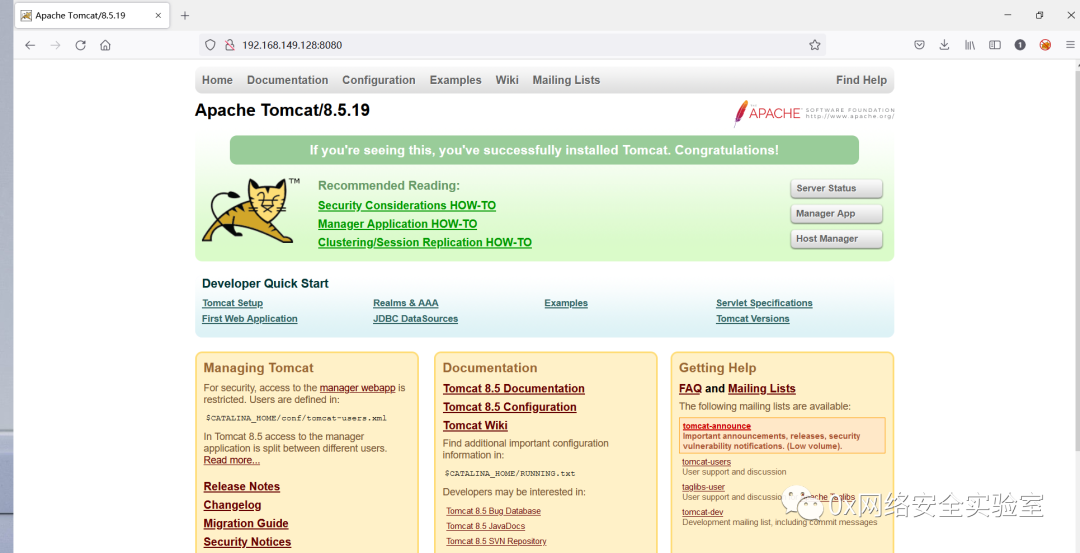 Apache Tomcat/8.5.19
192.168.149.128:8080
1
Home Documentation Configuration Examples Wiki Mailing Lists Find Help
Apache Tomcat/8.5.19
APACHE SOFTWARE FOUNDATION
http://www.apache.org/
If you're seeing this, you've successfully installed Tomcat. Congratulations!
TM
Recommended Reading:
Security Considerations HOW-TO
Manager Application HOW-TO
Clustering/Session Replication HOW-TO
Server Status
Manager App
Host Manager
Developer Quick Start
Tomcat Setup
First Web Application
Realms & AAA
JDBC DataSources
Examples
Servlet Specifications
Tomcat Versions
Managing Tomcat
For security, access to the manager webapp is
restricted. Users are defined in:
$CATALINA_HOME/conf/tomcat-users.xml
In Tomcat 8.5 access to the manager
application is split between different users.
Read more...
Release Notes
Changelog
Migration Guide
Security Notices
Documentation
Tomcat 8.5 Documentation
Tomcat 8.5 Configuration
Tomcat Wiki
Find additional important configuration
information in:
$CATALINA_HOME/RUNNING.txt
Developers may be interested in:
Tomcat 8.5 Bug Database
Tomcat 8.5 JavaDocs
Tomcat 8.5 SVN Repository
Getting Help
FAQ and Mailing Lists
The following mailing lists are available:
tomcat-announce
Important announcements, releases, security
vulnerability notifications. (Low volume).
tomcat-users
User support and discussion
taglibs-user
User support and discussion Taglibs
tomcat-dev
Development mailing list, including commit messages
0x网络安全实验室